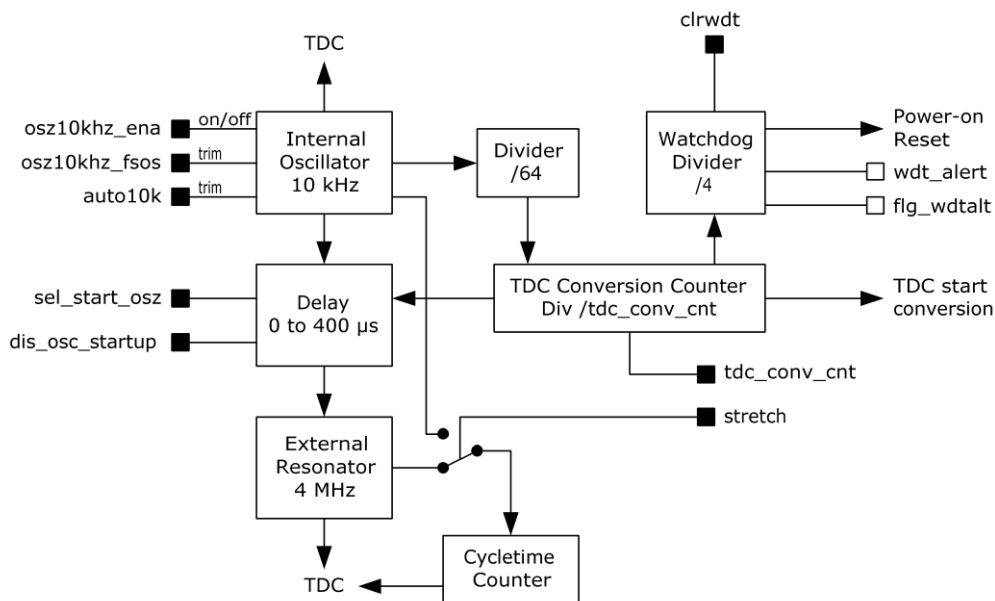 clrwdt
TDC
osz10khz_ena
on/off
Internal
Oscillator
10 kHz
osz10khz_fsos
trim
auto10k
trim
Divider
/64
Watchdog
Divider
/4
Power-on
Reset
wdt_alert
flg_wdtalt
sel_start_osz
dis_osc_startup
Delay
0 to 400 µs
TDC Conversion Counter
Div /tdc_conv_cnt
TDC start
conversion
tdc_conv_cnt
stretch
External
Resonator
4 MHz
TDC
Cycletime
Counter